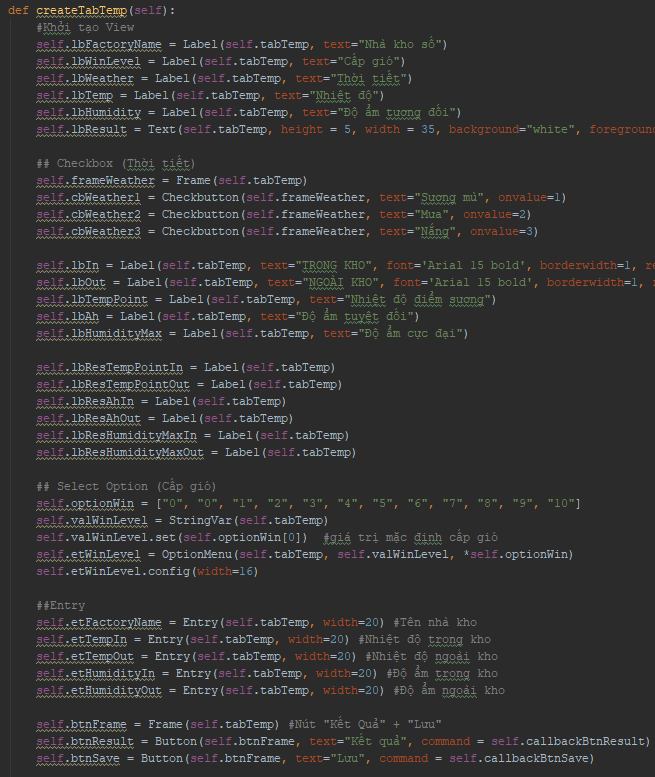 def createTabTemp(self):
#Khởi tạo View
self.lbFactoryName = Label(self.tabTemp, text="Nhà kho số")
self.lbWinLevel = Label(self.tabTemp, text="Cấp gió")
self.lbWeather = Label(self.tabTemp, text="Thời tiết")
self.lbTemp = Label(self.tabTemp, text="Nhiệt độ")
self.lbHumidity = Label(self.tabTemp, text="Độ ẩm tương đối")
self.lbResult = Text(self.tabTemp, height = 5, width = 35, background="white", foreground
## Checkbox (Thời tiết)
self.frameWeather = Frame(self.tabTemp)
self.cbWeather1 = Checkbutton(self.frameWeather, text="Sương mù", onvalue=1)
self.cbWeather2 = Checkbutton(self.frameWeather, text="Mưa", onvalue=2)
self.cbWeather3 = Checkbutton(self.frameWeather, text="Nắng", onvalue=3)
self.lbIn = Label(self.tabTemp, text="TRONG KHO", font='Arial 15 bold', borderwidth=1, re
self.lbOut = Label(self.tabTemp, text="NGOÀI KHO", font='Arial 15 bold', borderwidth=1,
self.lbTempPoint = Label(self.tabTemp, text="Nhiệt độ điểm sương")
self.lbAh = Label(self.tabTemp, text="Độ ẩm tuyệt đối")
self.lbHumidityMax = Label(self.tabTemp, text="Độ ẩm cực đại")
self.lbResTempPointIn = Label(self.tabTemp)
self.lbResTempPointOut = Label(self.tabTemp)
self.lbResAhIn = Label(self.tabTemp)
self.lbResAhOut = Label(self.tabTemp)
self.lbResHumidityMaxIn = Label(self.tabTemp)
self.lbResHumidityMaxOut = Label(self.tabTemp)
## Select Option (Cấp gió)
self.optionWin = ["0", "0", "1", "2", "3", "4", "5", "6", "7", "8", "9", "10"]
self.valWinLevel = StringVar(self.tabTemp)
self.valWinLevel.set(self.optionWin[0]) #giá trị mặc định cấp gió
self.etWinLevel = OptionMenu(self.tabTemp, self.valWinLevel, *self.optionWin)
self.etWinLevel.config(width=16)
##Entry
self.etFactoryName = Entry(self.tabTemp, width=20) #Tên nhà kho
self.etTempIn = Entry(self.tabTemp, width=20) #Nhiệt độ trong kho
self.etTempOut = Entry(self.tabTemp, width=20) #Nhiệt độ ngoài kho
self.etHumidityIn = Entry(self.tabTemp, width=20) #Độ ẩm trong kho
self.etHumidityOut = Entry(self.tabTemp, width=20) #Độ ẩm ngoài kho
self.btnFrame = Frame(self.tabTemp) #Nút "Kết Quả" + "Lưu"
self.btnResult = Button(self.btnFrame, text="Kết quả", command = self.callbackBtnResult)
self.btnSave = Button(self.btnFrame, text="Lưu", command = self.callbackBtnSave)